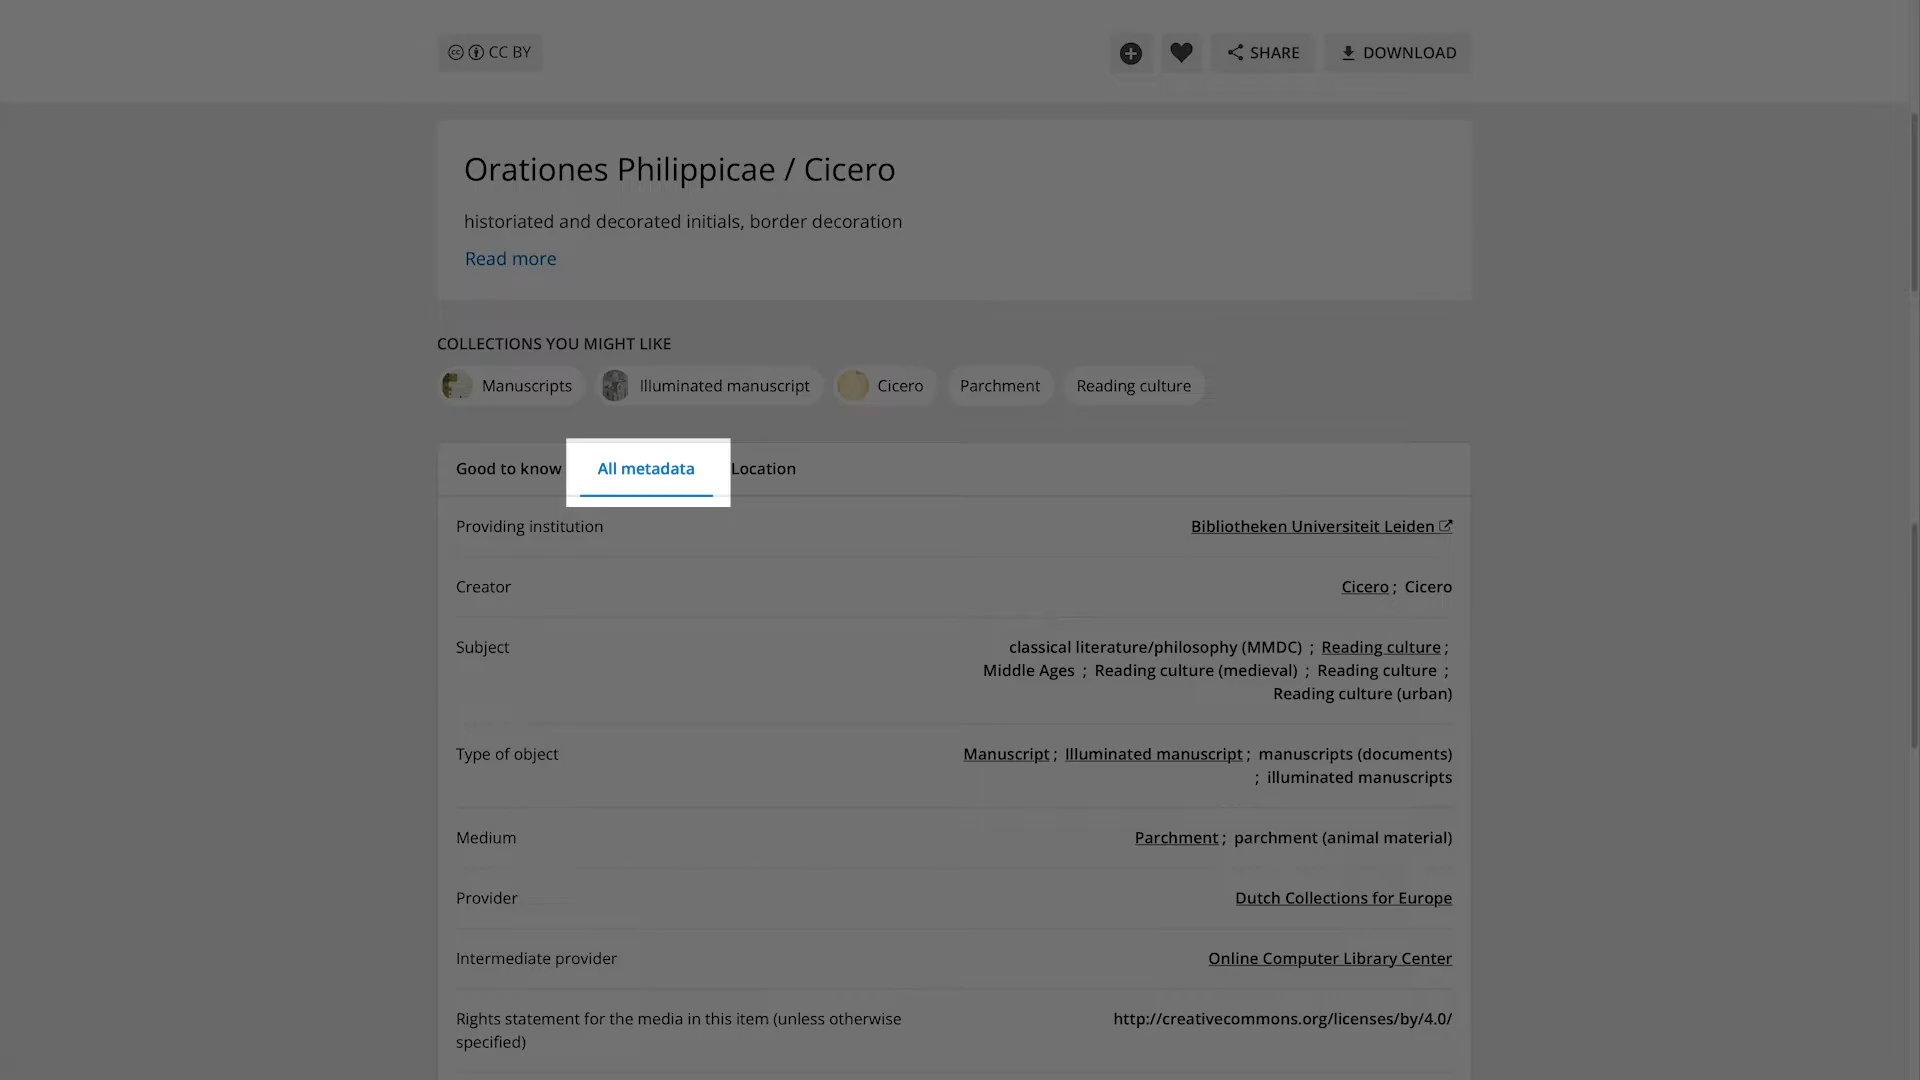 CC BY
SHARE
DOWNLOAD
Orationes Philippicae / Cicero
historiated and decorated initials, border decoration
Read more
COLLECTIONS YOU MIGHT LIKE
Manuscripts
Illuminated manuscript
Cicero
Parchment
Reading culture
Good to know
All metadata
Location
Providing institution
Bibliotheken Universiteit Leiden
Creator
Cicero ; Cicero
Subject
classical literature/philosophy (MMDC) ; Reading culture ;
Middle Ages ; Reading culture (medieval) ; Reading culture ;
Reading culture (urban)
Type of object
Manuscript ; Illuminated manuscript ; manuscripts (documents)
; illuminated manuscripts
Medium
Parchment ; parchment (animal material)
Provider
Dutch Collections for Europe
Intermediate provider
Online Computer Library Center
Rights statement for the media in this item (unless otherwise
specified)
http://creativecommons.org/licenses/by/4.0/